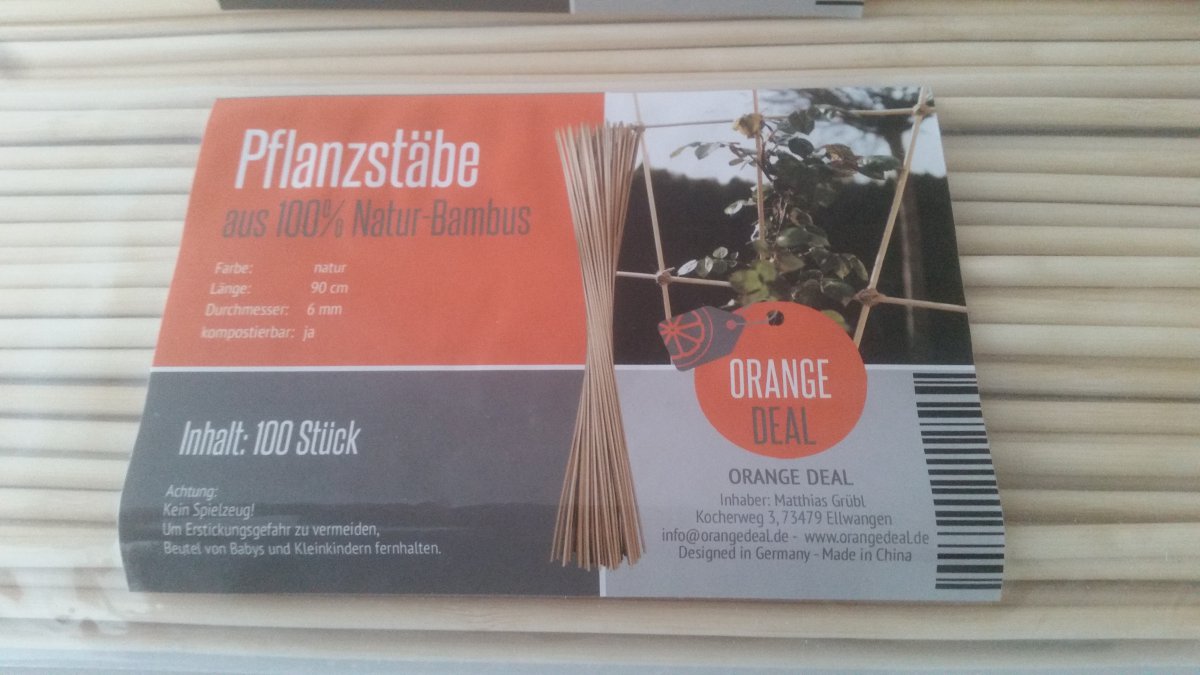 Pflanzstäbe
aus 100% Natur-Bambus
Farbe: natur
Länge: 90 cm
Durchmesser: 6 mm
kompostierbar: ja
Inhalt: 100 Stück
Achtung:
Kein Spielzeug!
Um Erstickungsgefahr zu vermeiden,
Beutel von Babys und Kleinkindern fernhalten.
ORANGE
DEAL
ORANGE DEAL
Inhaber: Matthias Grübl
Kocherweg 3,73479 Ellwangen
info@orangedeal.de - www.orangedeal.de
Designed in Germany - Made in China